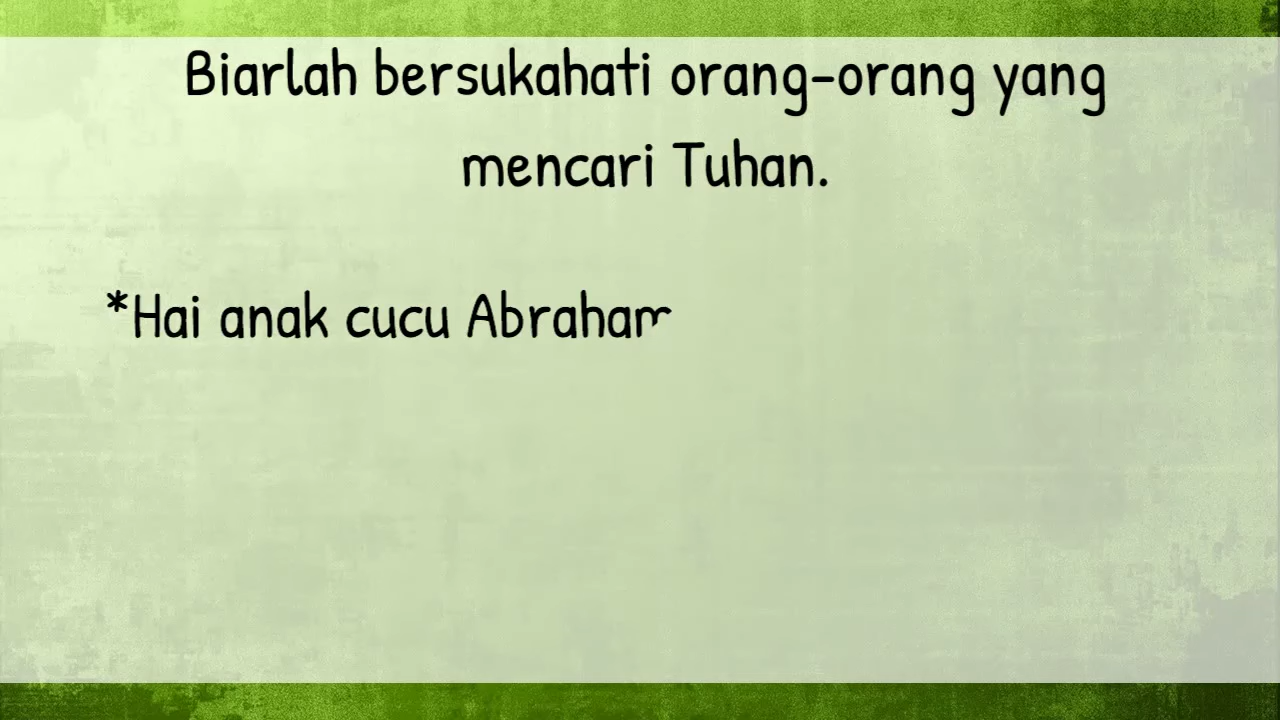 Biarlah bersukahati orang-orang yang
mencari Tuhan.
*Hai anak cucu Abraham